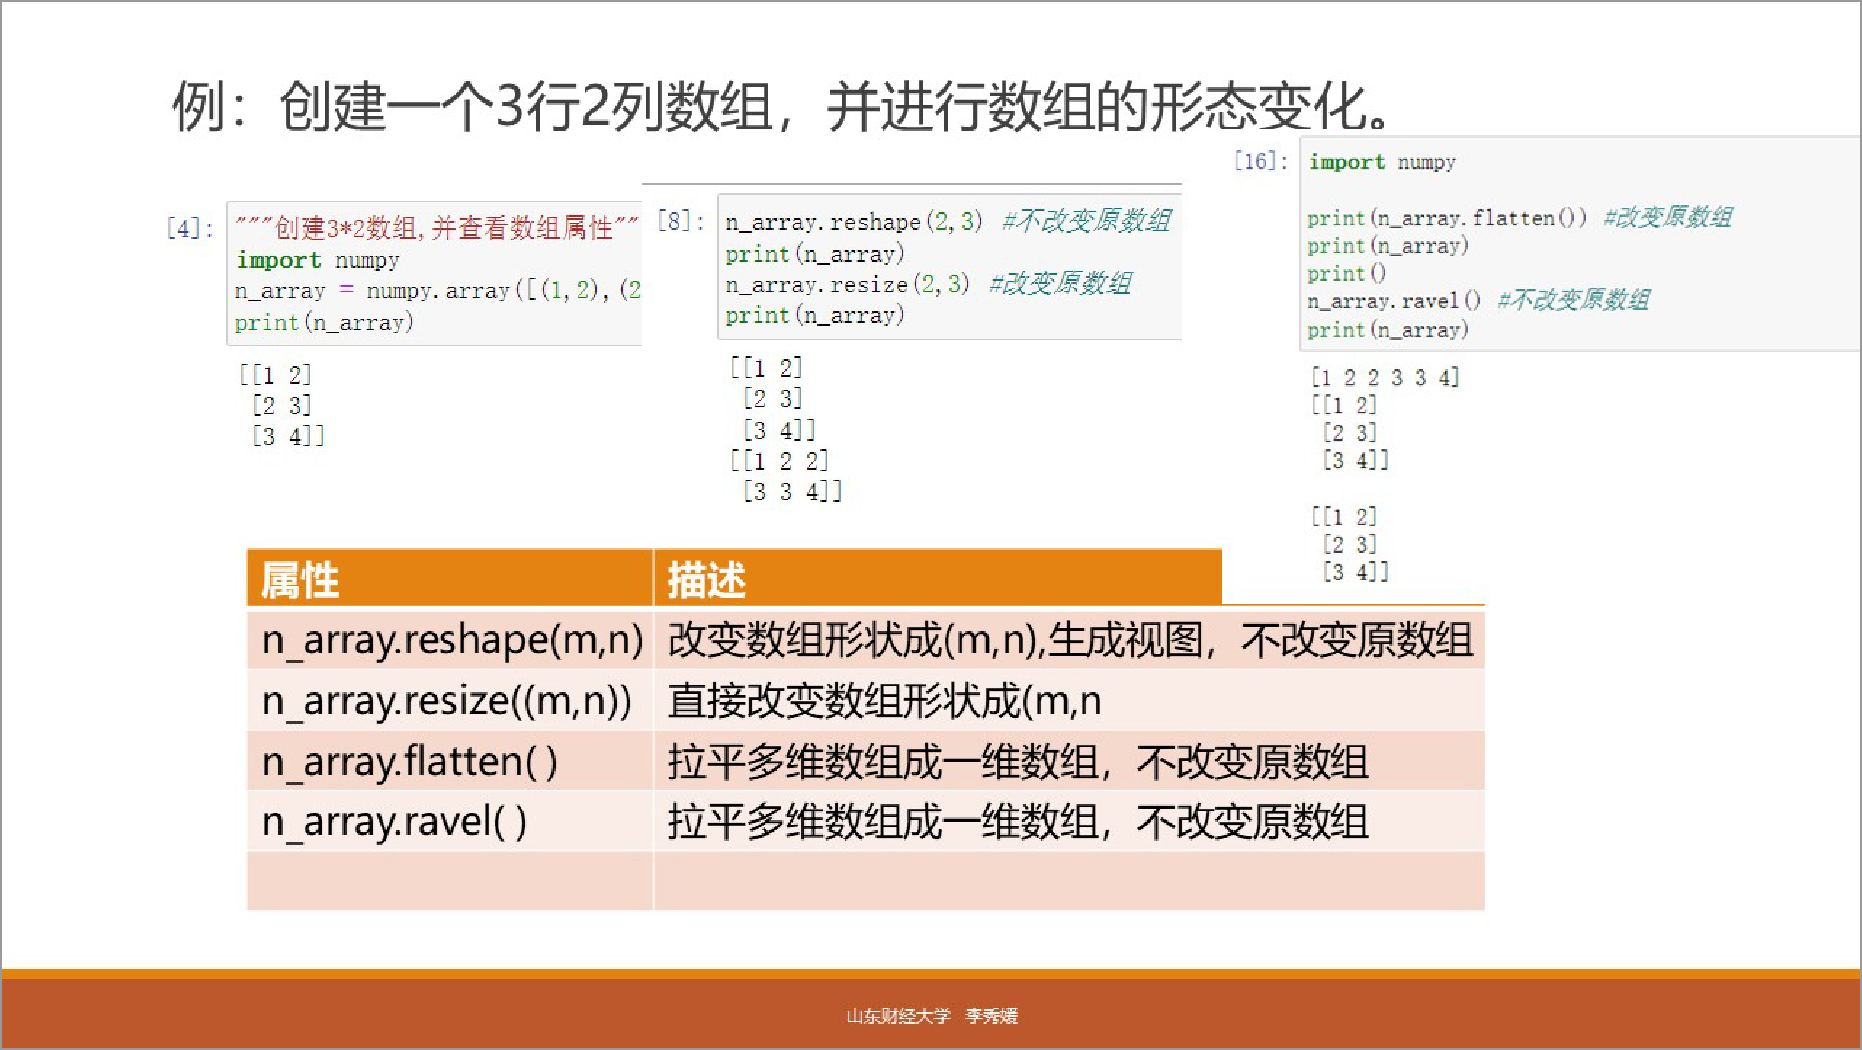 例：创建一个3行2列数组，并进行数组的形态变化。
[4]:
"""创建3*2数组,并查看数组属性""
import numpy
n_array = numpy.array([(1,2),(2
print(n_array)
[[1 2]
[2 3]
[3 4]]
[8]:
n_array.reshape(2,3) #不改变原数组
print(n_array)
n_array.resize(2,3) #改变原数组
print(n_array)
[[1 2]
[2 3]
[3 4]]
[[1 2 2]
[3 3 4]]
[16]:
import numpy
print(n_array.flatten()) #改变原数组
print(n_array)
print()
n_array.ravel() #不改变原数组
print(n_array)
[1 2 2 3 3 4]
[[1 2]
[2 3]
[3 4]]
[[1 2]
[2 3]
[3 4]]
属性 描述
n_array.reshape(m,n) 改变数组形状成(m,n),生成视图，不改变原数组
n_array.resize((m,n)) 直接改变数组形状成(m,n
n_array.flatten( ) 拉平多维数组成一维数组，不改变原数组
n_array.ravel( ) 拉平多维数组成一维数组，不改变原数组
山东财经大学 李秀媛